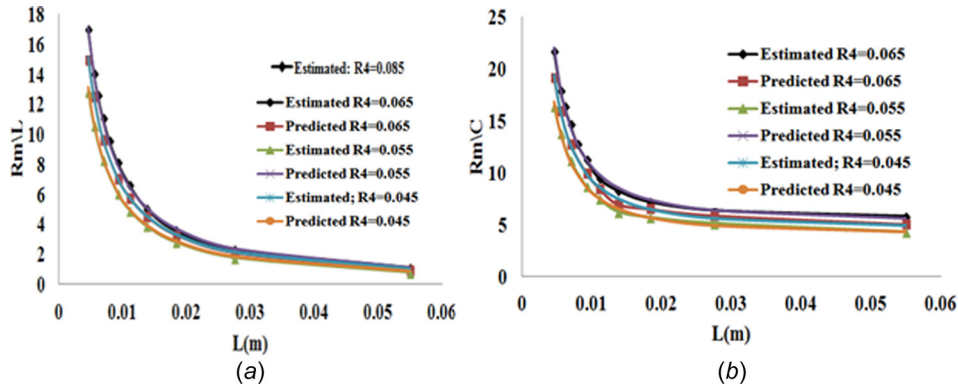 18
16
14
12
10
8
6
4
2
0
Rm\L
0 0.01 0.02 0.03 0.04 0.05 0.06
L(m)
Estimated: R4=0.085
Estimated R4=0.065
Predicted R4=0.065
Estimated R4=0.055
Predicted R4=0.055
Estimated; R4=0.045
Predicted R4=0.045
(a)
25
20
15
10
5
0
Rm\C
0 0.01 0.02 0.03 0.04 0.05 0.06
L(m)
Estimated R4=0.065
Predicted R4=0.065
Estimated R4=0.055
Predicted R4=0.055
Estimated; R4=0.045
Predicted R4=0.045
(b)